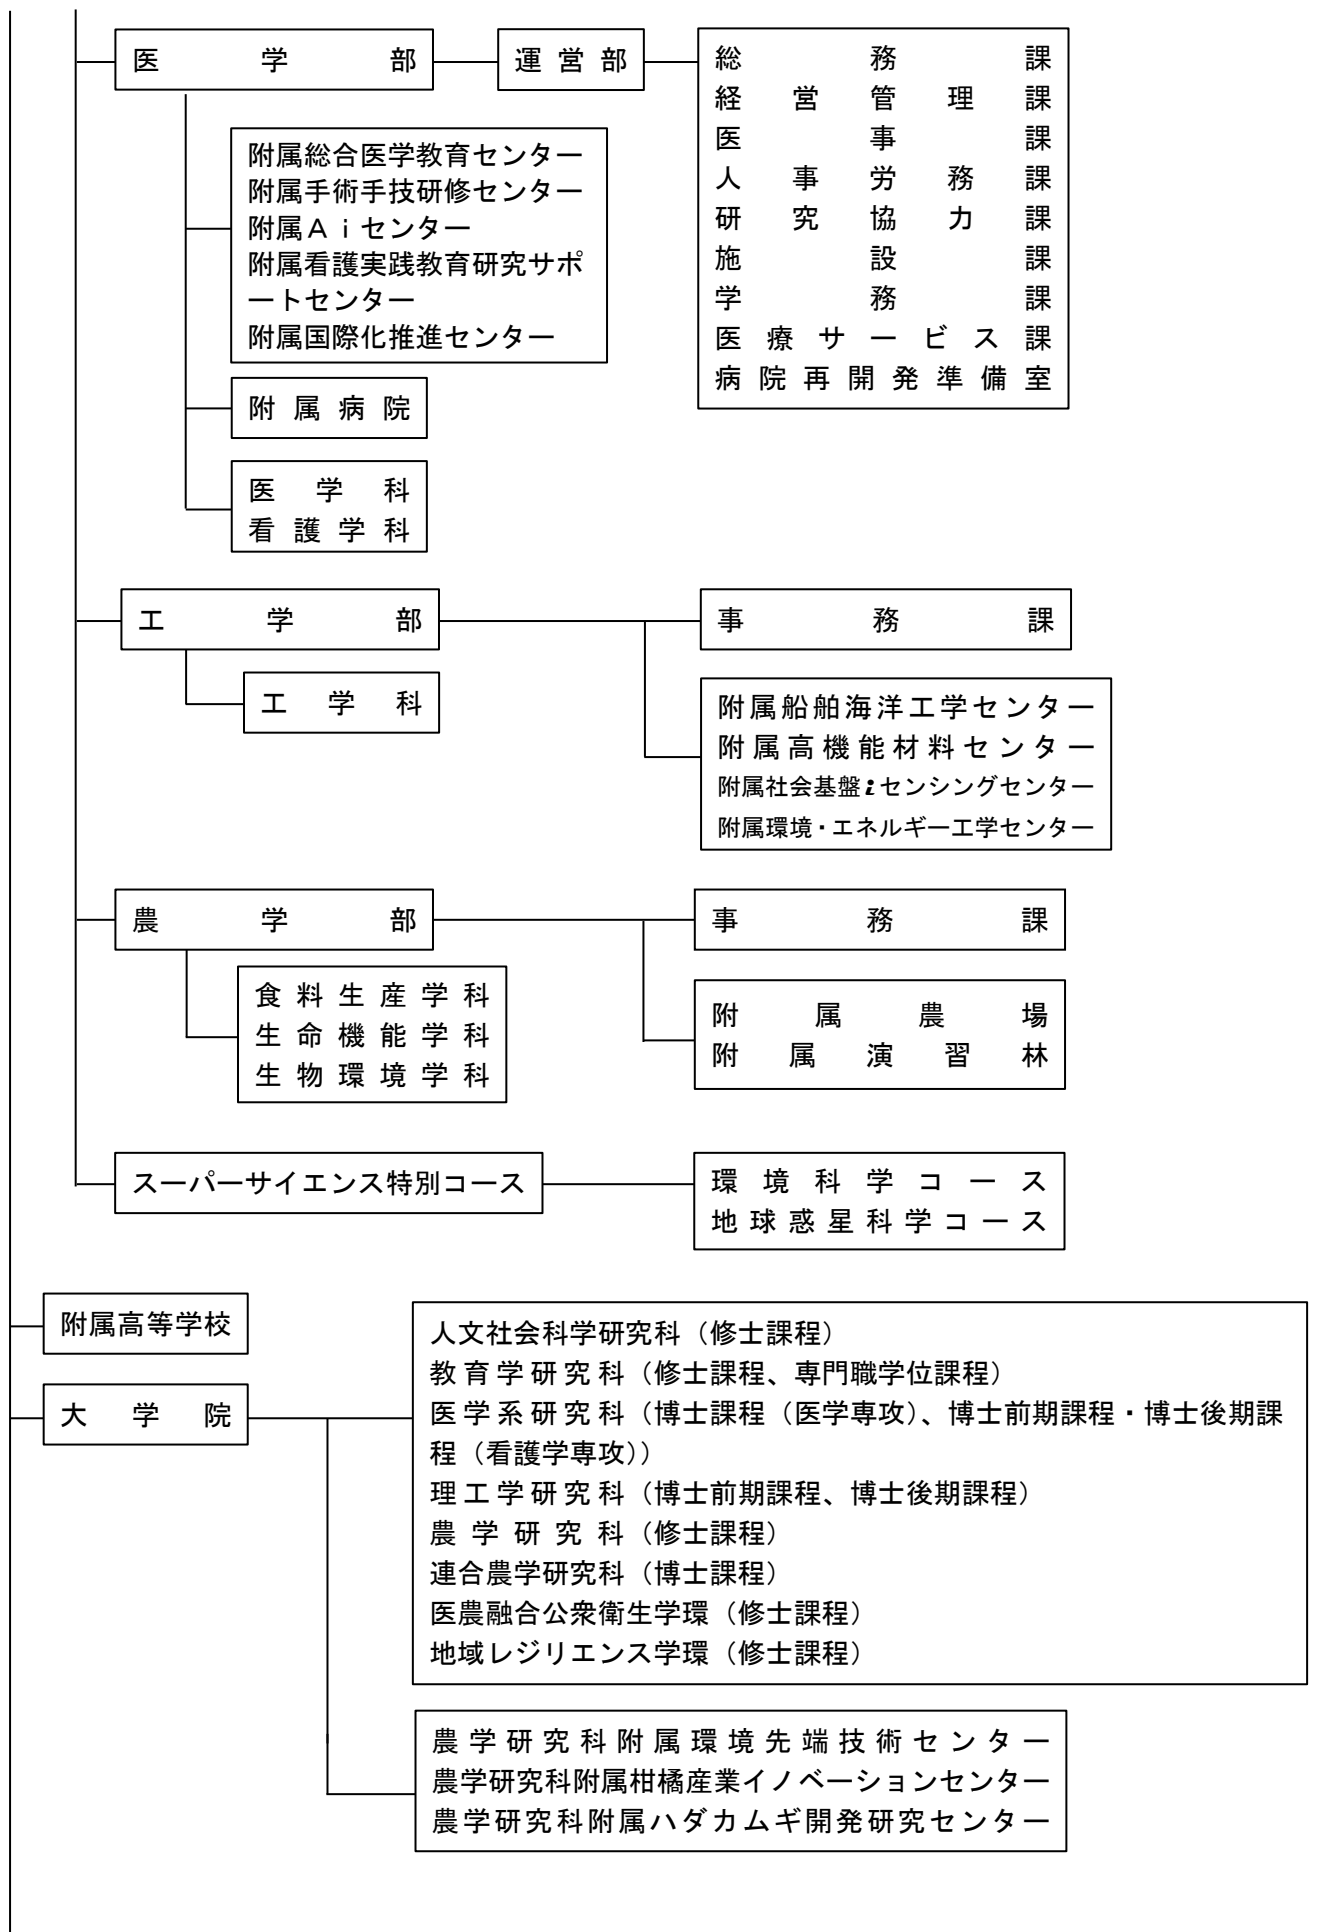 医学部
運営部
総務課
経営管理課
医事課
人事労務課
研究協力課
施設課
学務課
医療サービス課
病院再開発準備室
附属総合医学教育センター
附属手術手技研修センター
附属Ａｉセンター
附属看護実践教育研究サポ
ートセンター
附属国際化推進センター
附属病院
医学科
看護学科
工学部
事務課
工学科
附属船舶海洋工学センター
附属高機能材料センター
附属社会基盤iセンシングセンター
附属環境・エネルギー工学センター
農学部
事務課
食料生産学科
生命機能学科
生物環境学科
附属農場
附属演習林
スーパーサイエンス特別コース
環境科学コース
地球惑星科学コース
附属高等学校
大学院
人文社会科学研究科（修士課程）
教育学研究科（修士課程、専門職学位課程）
医学系研究科（博士課程（医学専攻）、博士前期課程・博士後期課
程（看護学専攻））
理工学研究科（博士前期課程、博士後期課程）
農学研究科（修士課程）
連合農学研究科（博士課程）
医農融合公衆衛生学環（修士課程）
地域レジリエンス学環（修士課程）
農学研究科附属環境先端技術センター
農学研究科附属柑橘産業イノベーションセンター
農学研究科附属ハダカムギ開発研究センター